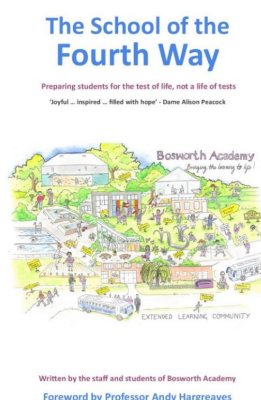 The School of the
Fourth Way
Preparing students for the test of life, not a life of tests
‘Joyful ... inspired ... filled with hope’ - Dame Alison Peacock
Bosworth Academy
Bringing the learning to life!
EXTENDED LEARNING COMMUNITY
Written by the staff and students of Bosworth Academy
Foreword by Professor Andy Hargreaves